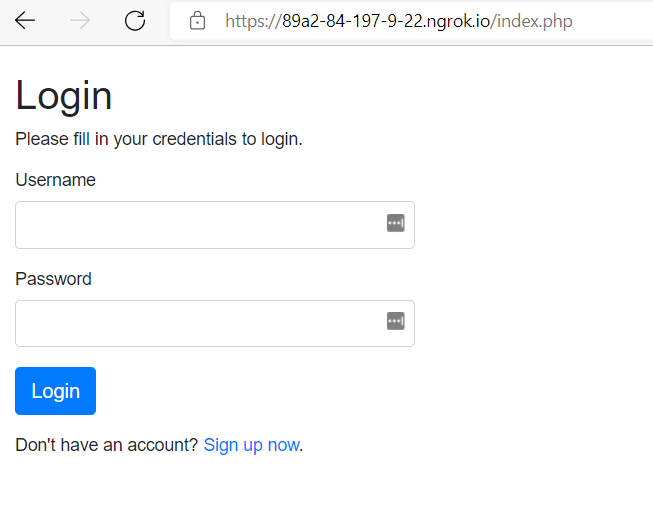 https://89a2-84-197-9-22.ngrok.io/index.php
Login
Please fill in your credentials to login.
Username
Password
Login
Don't have an account? Sign up now.